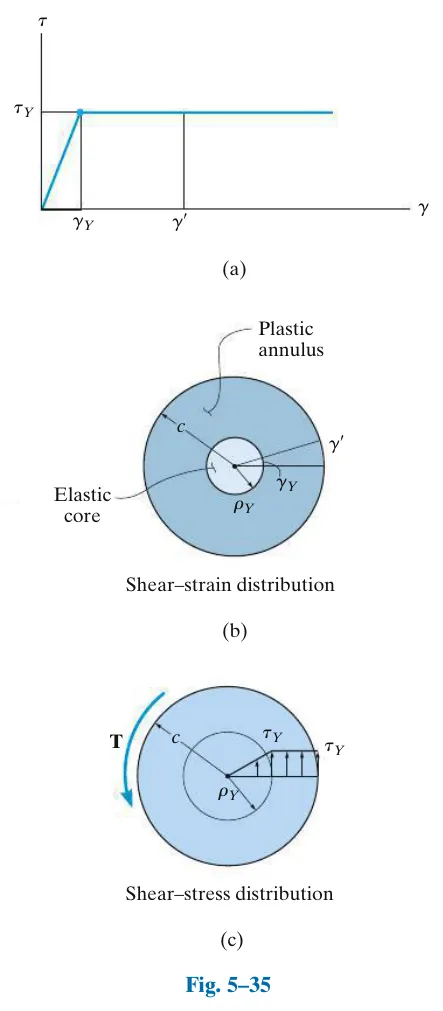 τ
τY
γY
γ′
γ
(a)
Plastic
annulus
c
γ′
γY
Elastic
core
ρY
Shear–strain distribution
(b)
T
c
τY
τY
ρY
Shear–stress distribution
(c)
Fig. 5–35